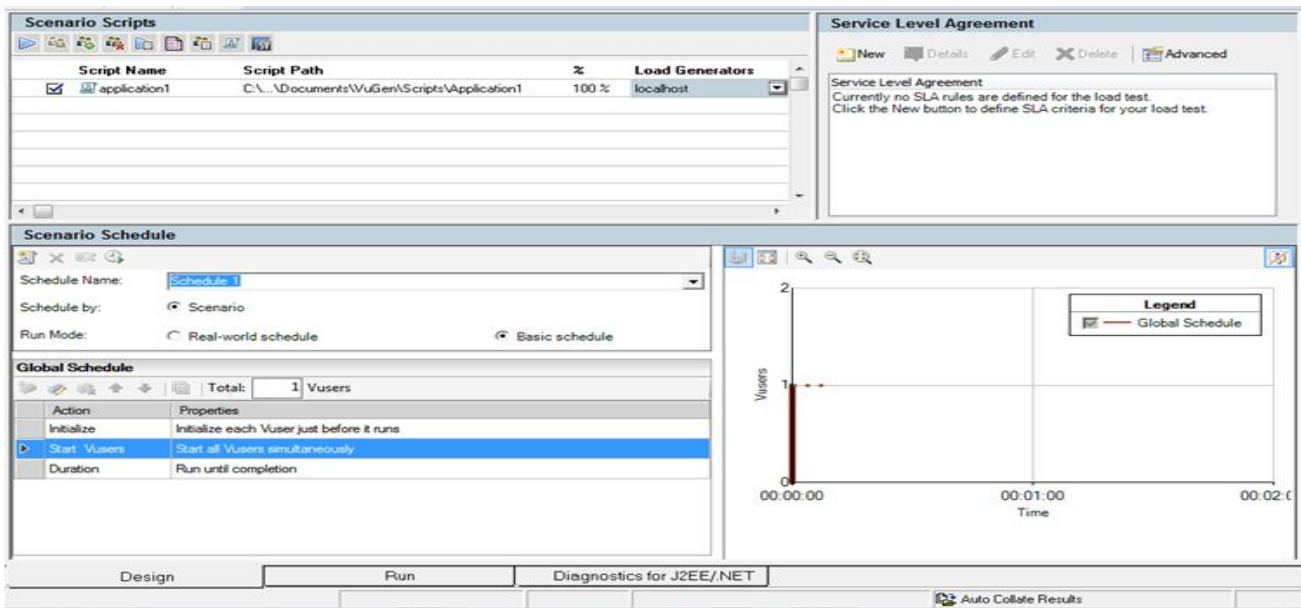 Scenario Scripts
Script Name Script Path % Load Generators
application1 C:\...\Documents\VuGen\Scripts\Application1 100 % localhost
Service Level Agreement
New Details Edit Delete Advanced
Service Level Agreement
Currently no SLA rules are defined for the load test.
Click the New button to define SLA criteria for your load test.
Scenario Schedule
Schedule Name: Schedule 1
Schedule by: Scenario
Run Mode: Real-world schedule Basic schedule
Global Schedule
Total: 1 Vusers
Action Properties
Initialize Initialize each Vuser just before it runs
Start Vusers Start all Vusers simultaneously
Duration Run until completion
2
Legend
Global Schedule
Vusers
1
0
00:00:00 00:01:00 00:02:(
Time
Design Run Diagnostics for J2EE/.NET
Auto Collate Results